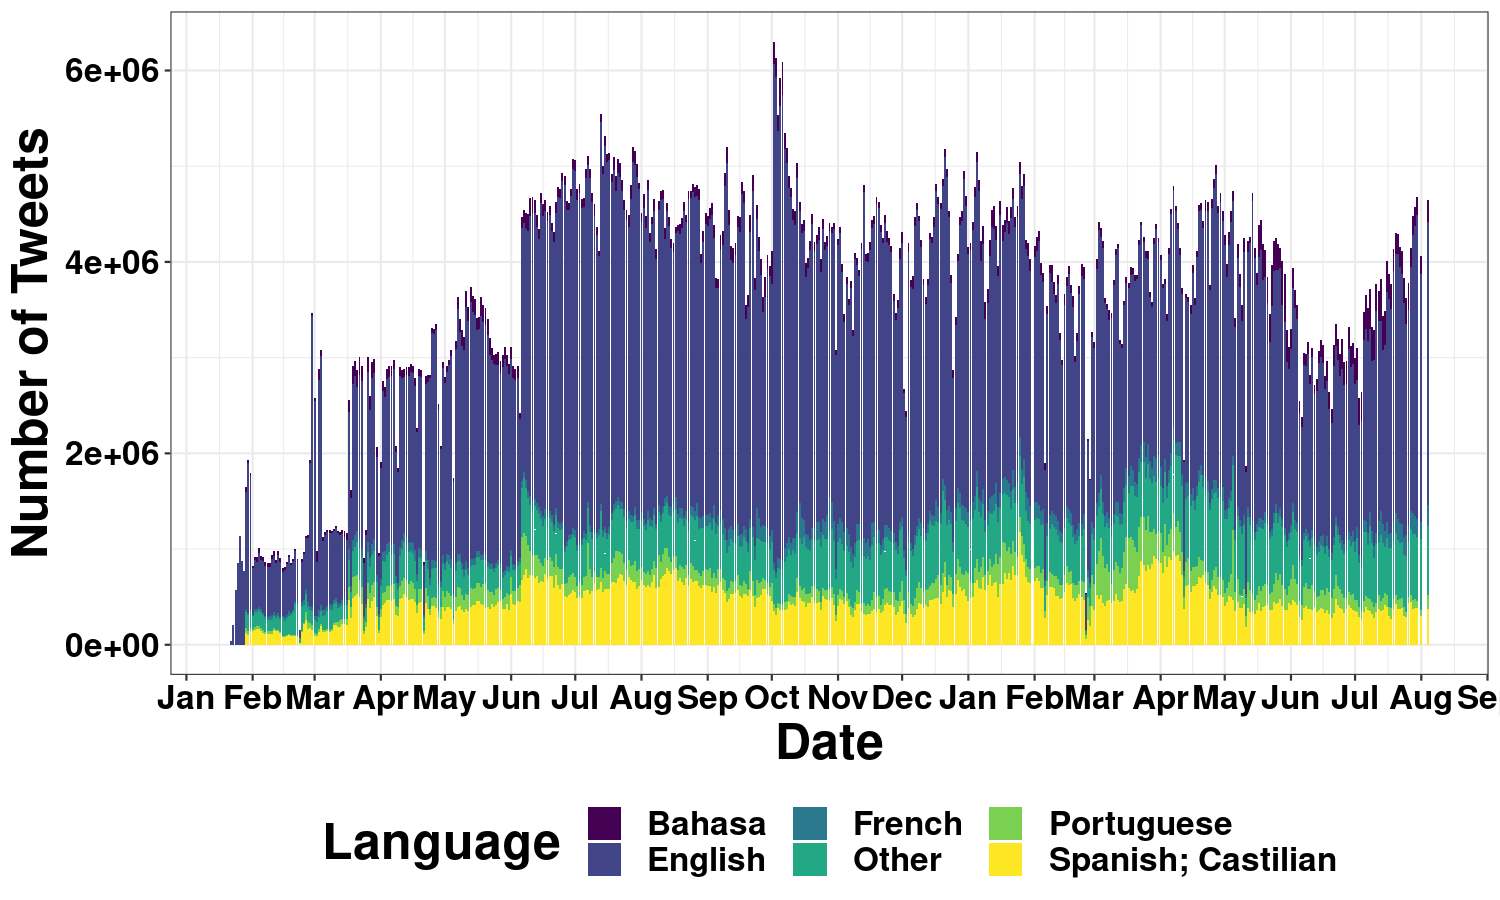 Number of Tweets
6e+06
4e+06
2e+06
0e+00
Jan Feb Mar Apr May Jun Jul Aug Sep Oct Nov Dec Jan Feb Mar Apr May Jun Jul Aug Se
Date
Language
Bahasa French Portuguese
English Other Spanish; Castilian